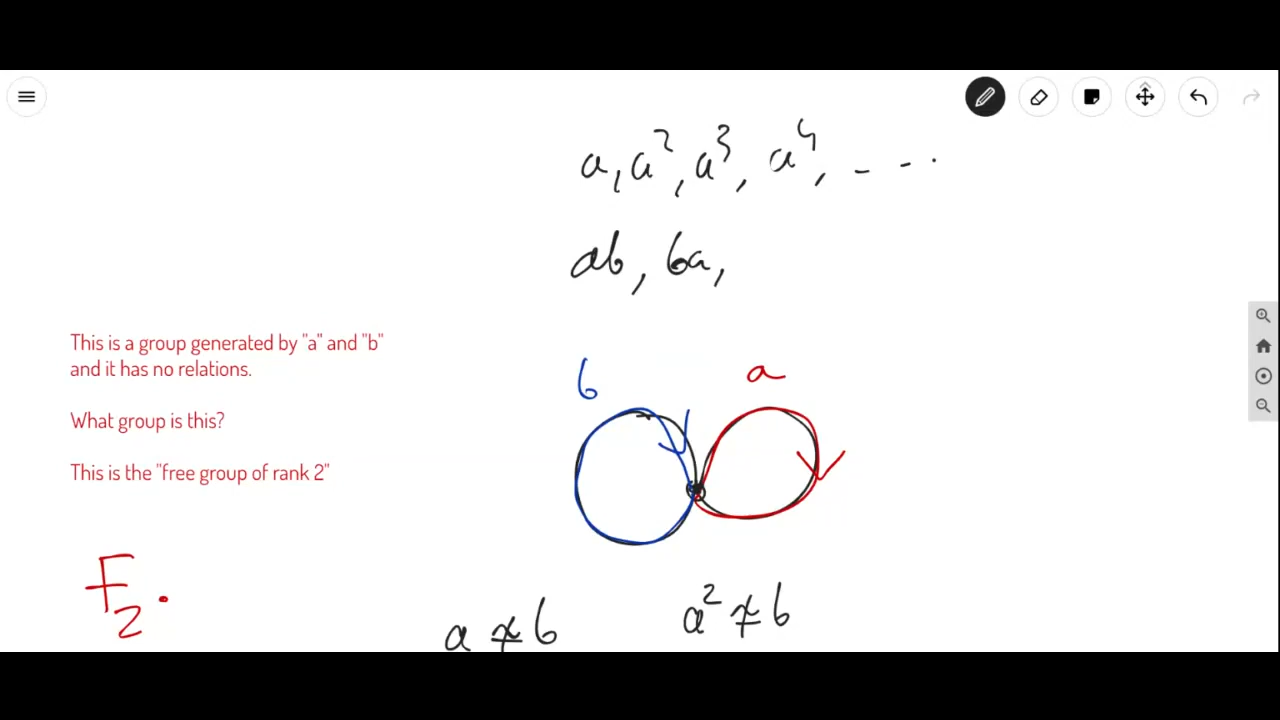 a, a², a³, a⁴, - - .
ab, ba,
This is a group generated by "a" and "b"
and it has no relations.
What group is this?
This is the "free group of rank 2"
b
a
F₂.
a ≁ b
a² ≁ b